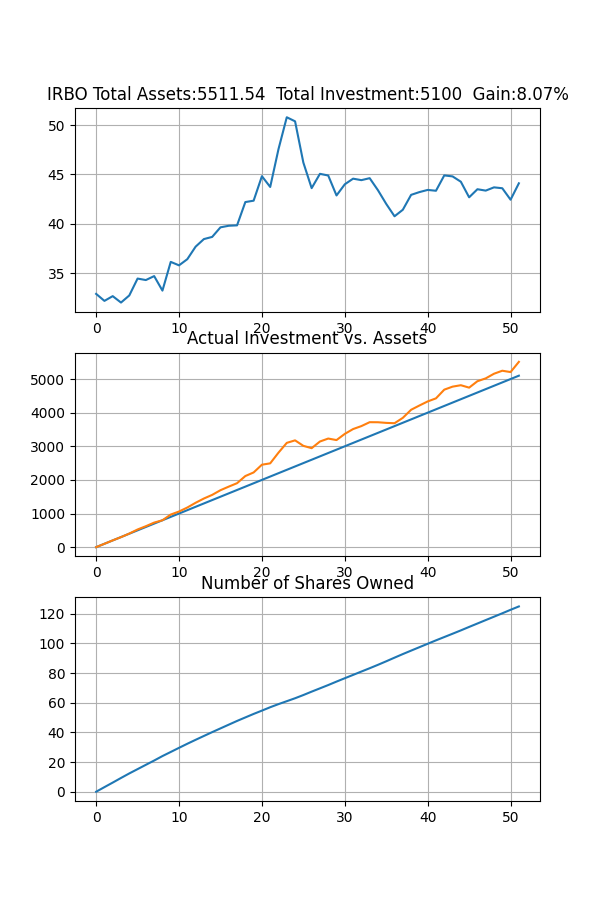 IRBO Total Assets:5511.54  Total Investment:5100  Gain:8.07%
50
45
40
35
0 10 20 30 40 50
Actual Investment vs. Assets
5000
4000
3000
2000
1000
0
0 10 20 30 40 50
Number of Shares Owned
120
100
80
60
40
20
0
0 10 20 30 40 50